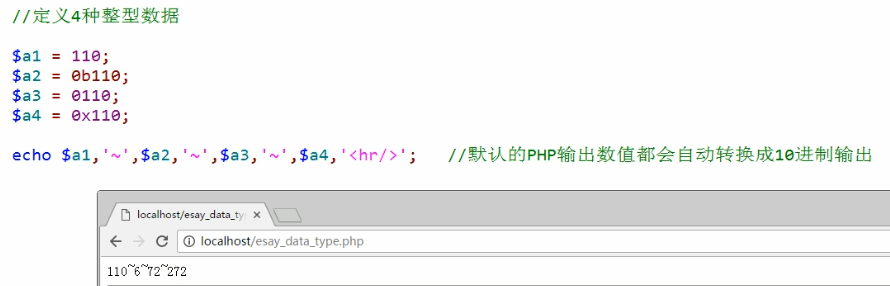 //定义4种整型数据
$a1 = 110;
$a2 = 0b110;
$a3 = 0110;
$a4 = 0x110;
echo $a1,'~',$a2,'~',$a3,'~',$a4,'<hr/>'; //默认的PHP输出数值都会自动转换成10进制输出
localhost/esay_data_ty
localhost/esay_data_type.php
110~6~72~272